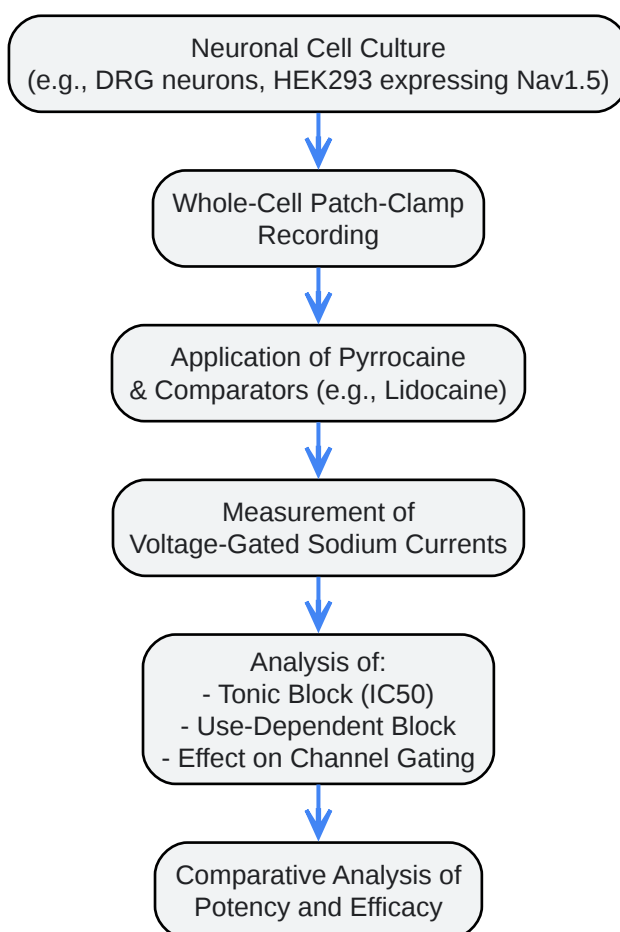 Neuronal Cell Culture
(e.g., DRG neurons, HEK293 expressing Nav1.5)
Whole-Cell Patch-Clamp
Recording
Application of Pyrrocaine
& Comparators (e.g., Lidocaine)
Measurement of
Voltage-Gated Sodium Currents
Analysis of:
- Tonic Block (IC50)
- Use-Dependent Block
- Effect on Channel Gating
Comparative Analysis of
Potency and Efficacy